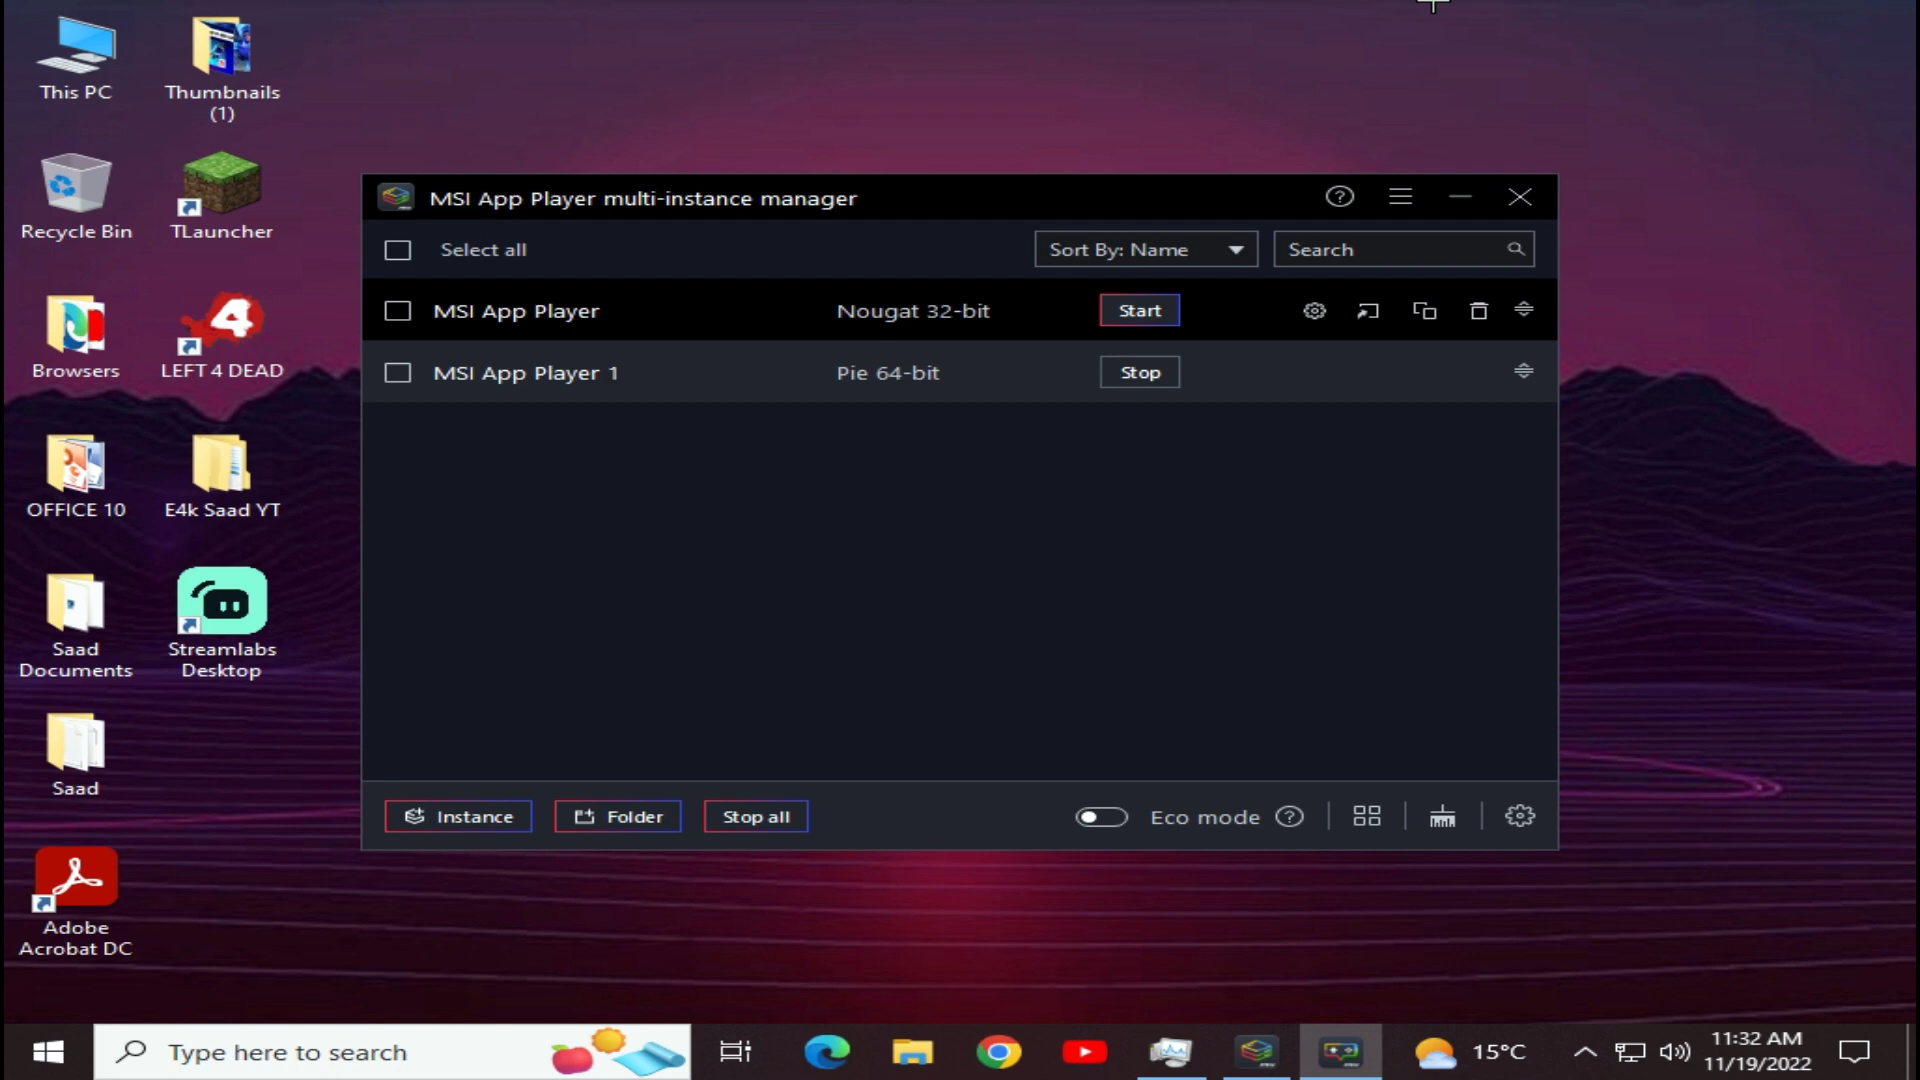 This PC
Thumbnails
(1)
Recycle Bin
TLauncher
Browsers
4
LEFT 4 DEAD
OFFICE 10
E4k Saad YT
Saad
Documents
Streamlabs
Desktop
Saad
Adobe
Acrobat DC
MSI App Player multi-instance manager
Select all
Sort By: Name
Search
MSI App Player
Nougat 32-bit
Start
MSI App Player 1
Pie 64-bit
Stop
Instance
Folder
Stop all
Eco mode
Type here to search
15°C
11:32 AM
11/19/2022